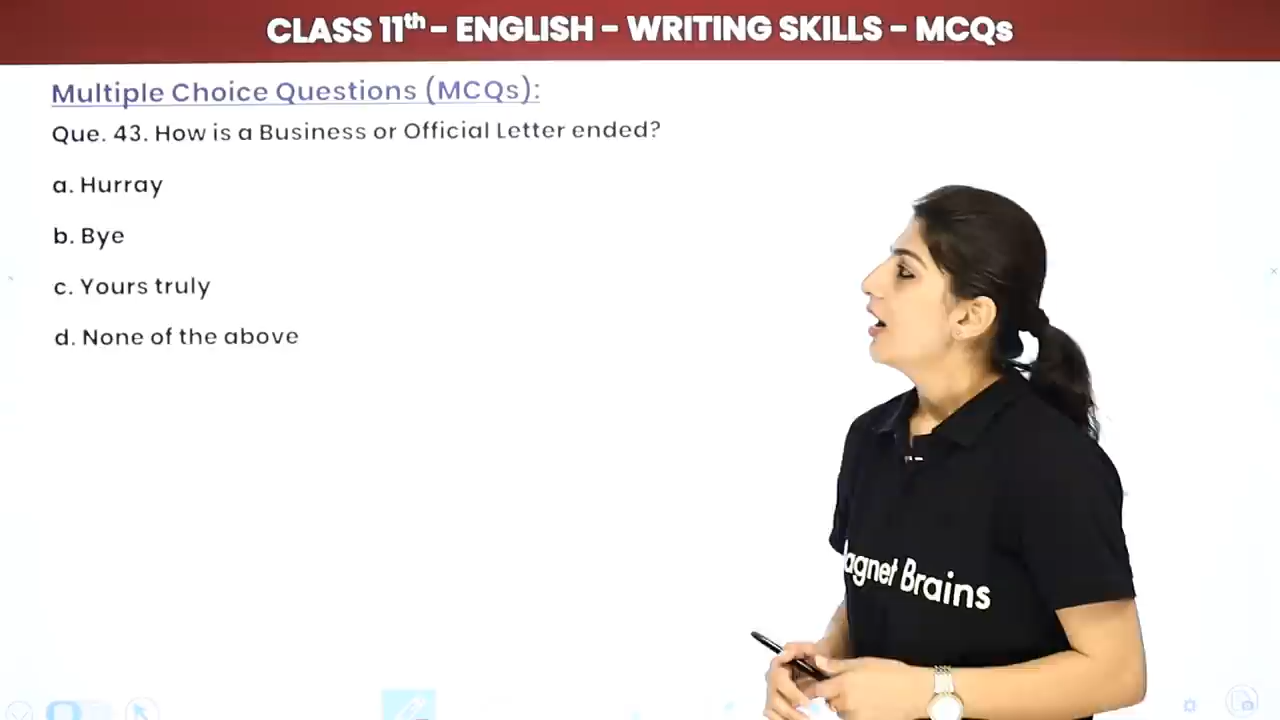 CLASS 11th - ENGLISH - WRITING SKILLS - MCQs
Multiple Choice Questions (MCQs):
Que. 43. How is a Business or Official Letter ended?
a. Hurray
b. Bye
c. Yours truly
d. None of the above
agnet Brains